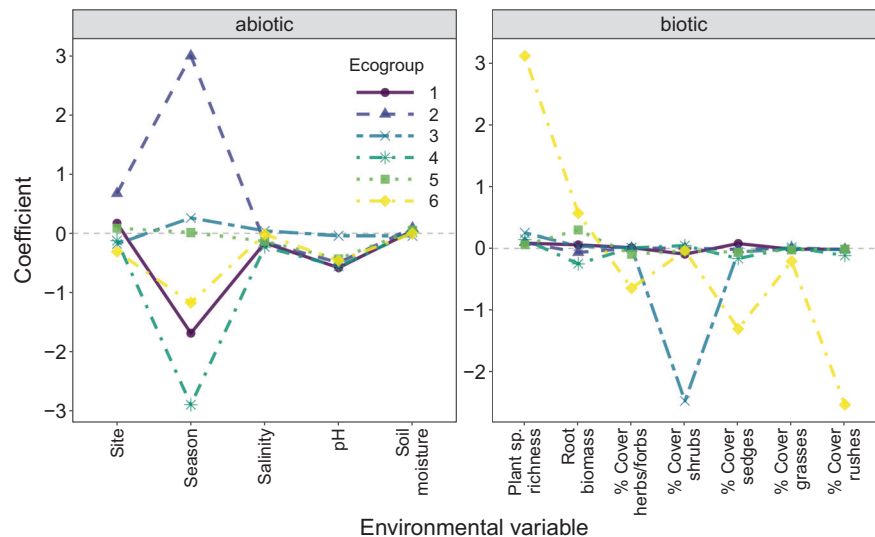 abiotic
biotic
Coefficient
3
2
1
0
−1
−2
−3
Ecogroup
1
2
3
4
5
6
3
2
1
0
−1
−2
Site
Season
Salinity
pH
Soil
moisture
Plant sp.
richness
Root
biomass
% Cover
herbs/forbs
% Cover
shrubs
% Cover
sedges
% Cover
grasses
% Cover
rushes
Environmental variable